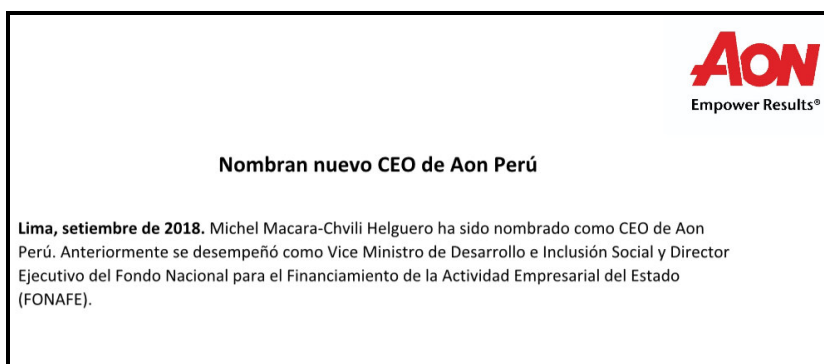 AON
Empower Results®
Nombran nuevo CEO de Aon Perú
Lima, setiembre de 2018. Michel Macara-Chvili Helguero ha sido nombrado como CEO de Aon
Perú. Anteriormente se desempeñó como Vice Ministro de Desarrollo e Inclusión Social y Director
Ejecutivo del Fondo Nacional para el Financiamiento de la Actividad Empresarial del Estado
(FONAFE).